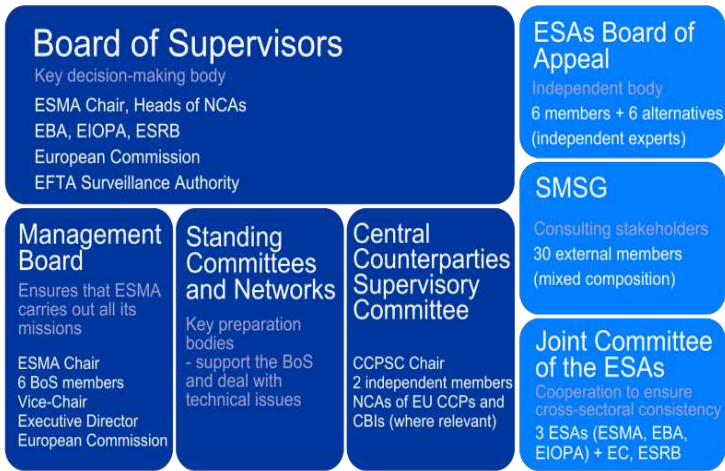 Board of Supervisors
Key decision-making body
ESMA Chair, Heads of NCAs
EBA, EIOPA, ESRB
European Commission
EFTA Surveillance Authority
ESAs Board of
Appeal
Independent body
6 members + 6 alternatives
(independent experts)
SMSG
Consulting stakeholders
30 external members
(mixed composition)
Management
Board
Ensures that ESMA
carries out all its
missions
ESMA Chair
6 BoS members
Vice-Chair
Executive Director
European Commission
Standing
Committees
and Networks
Key preparation
bodies
- support the BoS
and deal with
technical issues
Central
Counterparties
Supervisory
Committee
CCPSC Chair
2 independent members
NCAs of EU CCPs and
CBIs (where relevant)
Joint Committee
of the ESAs
Cooperation to ensure
cross-sectoral consistency
3 ESAs (ESMA, EBA,
EIOPA) + EC, ESRB